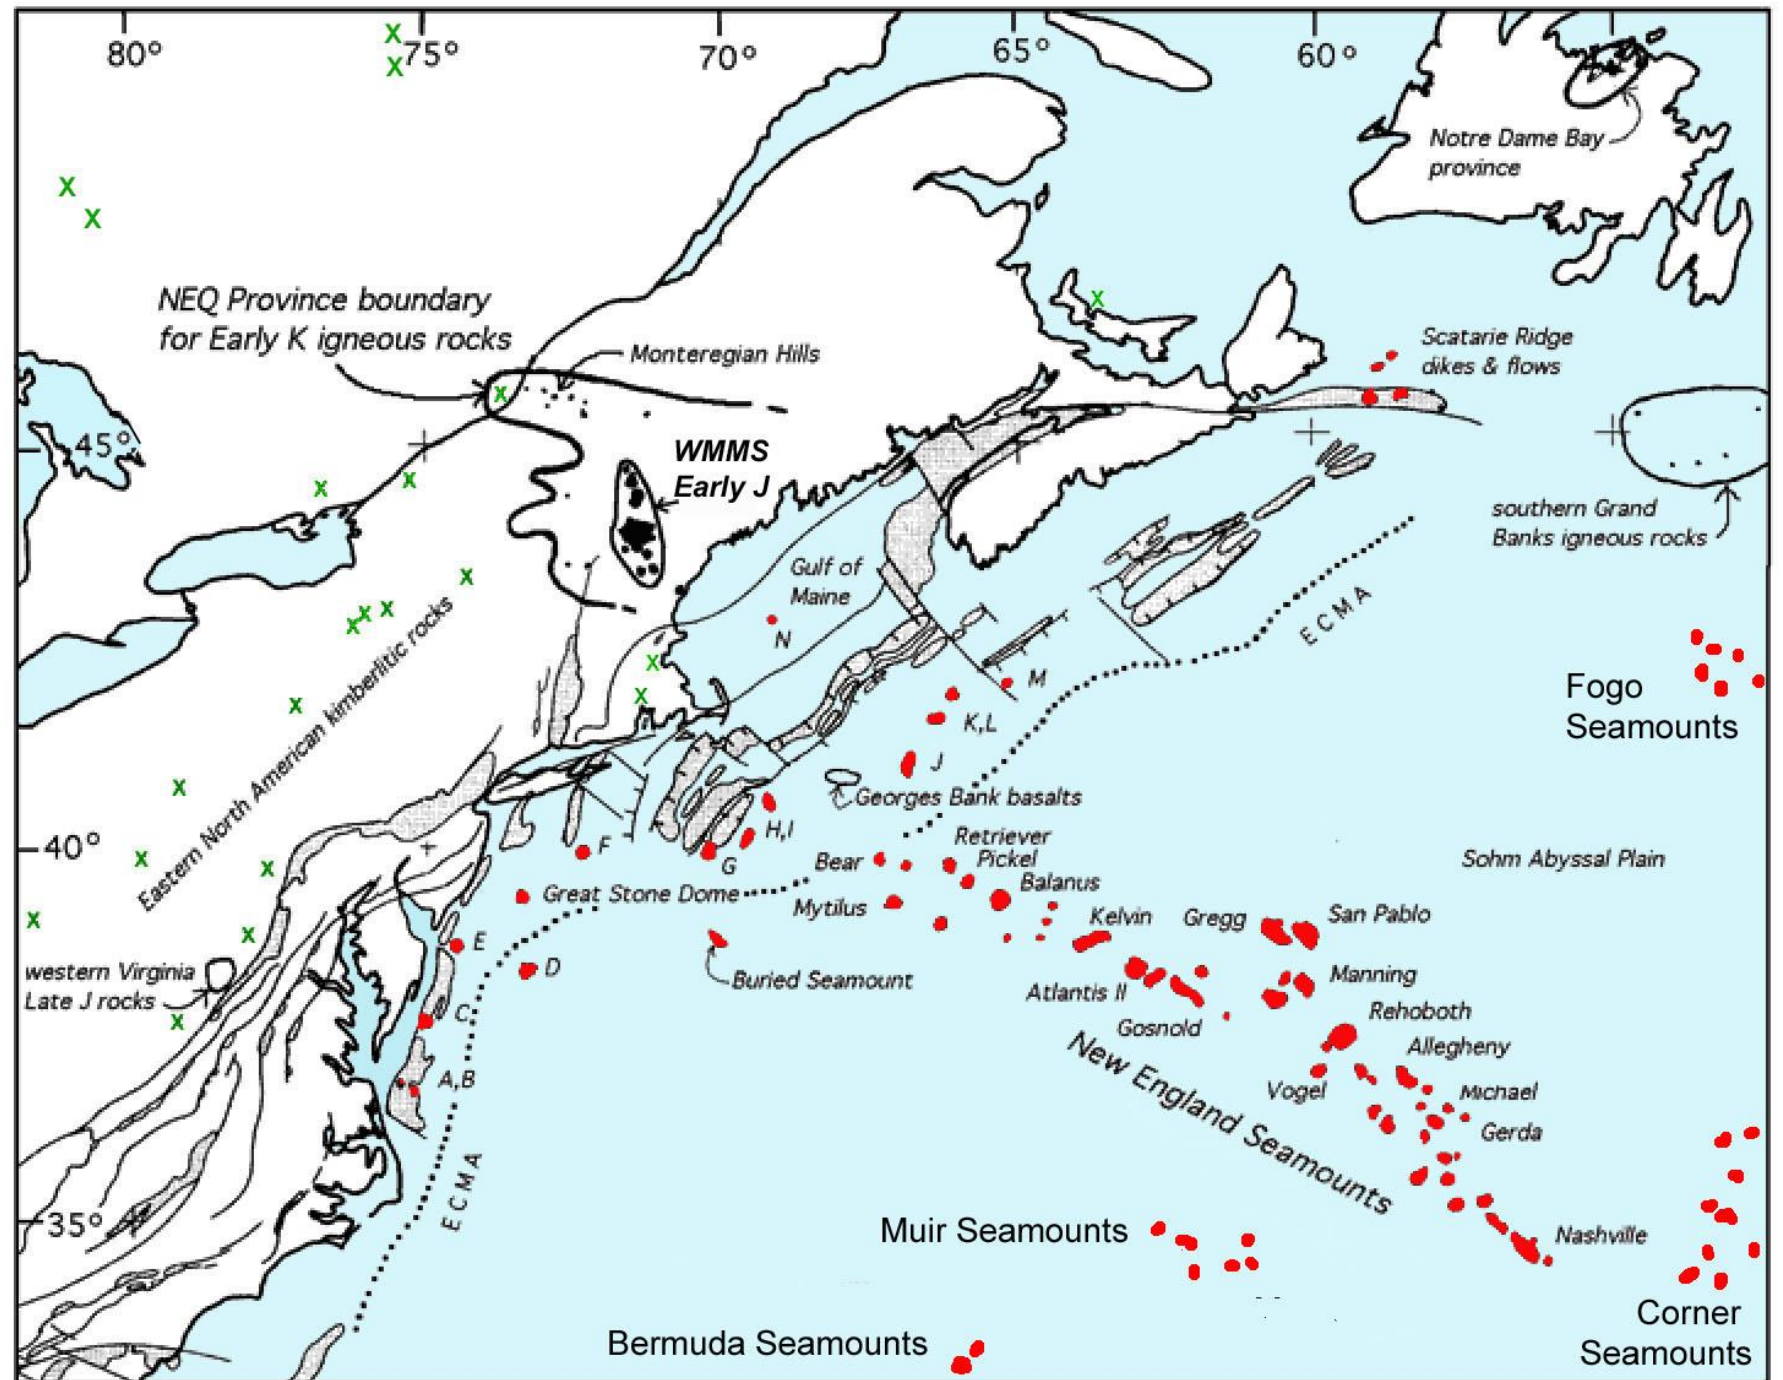 80°
75°
70°
65°
60°
Notre Dame Bay
province
NEQ Province boundary
for Early K igneous rocks
Monteregian Hills
Scatarie Ridge
dikes & flows
45°
WMMS
Early J
southern Grand
Banks igneous rocks
Gulf of
Maine
N
ECMA
M
Fogo
Seamounts
K,L
J
Eastern North American kimberlitic rocks
Georges Bank basalts
H,I
40°
F
G
Retriever
Bear
Pickel
Sohm Abyssal Plain
Balanus
Great Stone Dome
Mytilus
Kelvin
Gregg
San Pablo
E
D
western Virginia
Late J rocks
Buried Seamount
Manning
Atlantis II
Rehoboth
C
Gosnold
Allegheny
A,B
New England Seamounts
Vogel
Michael
Gerda
ECMA
35°
Muir Seamounts
Nashville
Bermuda Seamounts
Corner
Seamounts